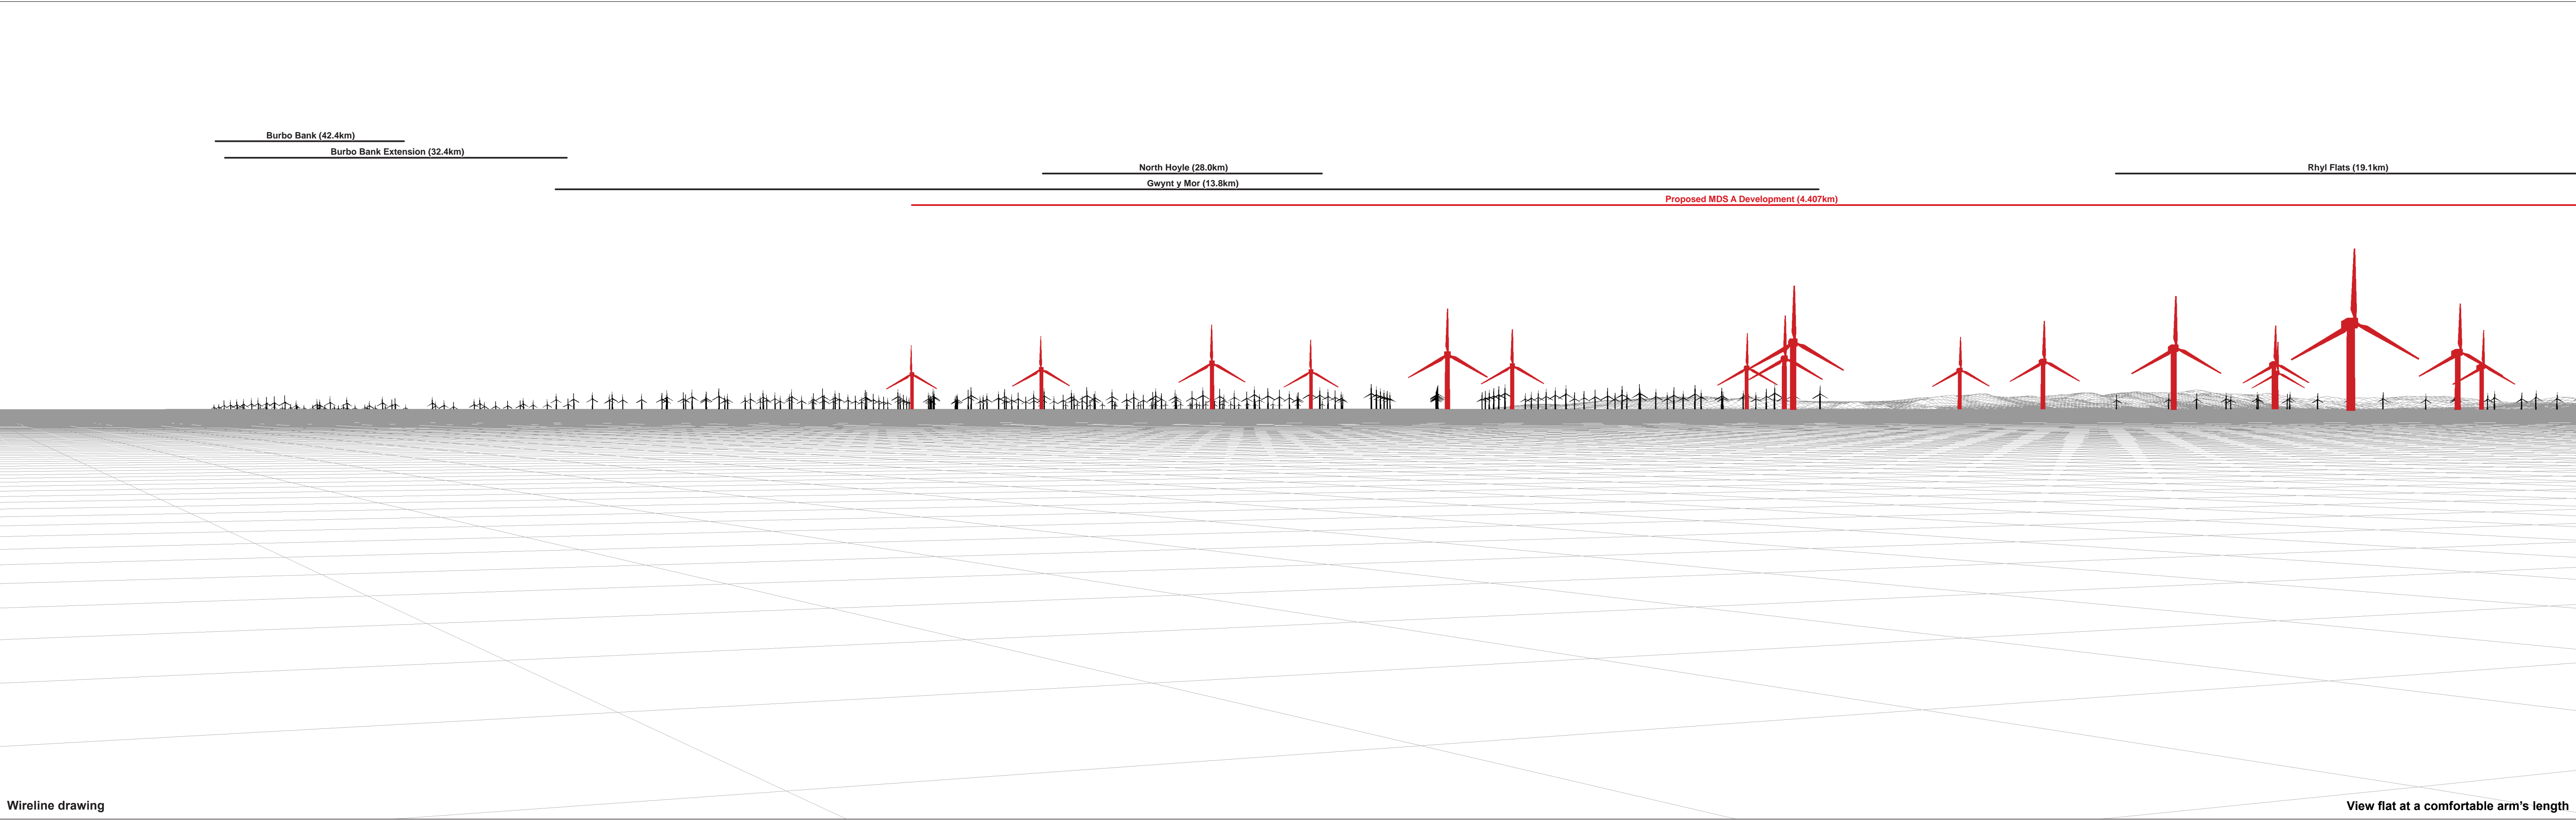 Burbo Bank (42.4km)
Burbo Bank Extension (32.4km)
North Hoyle (28.0km)
Rhyl Flats (19.1km)
Gwynt y Mor (13.8km)
Proposed MDS A Development (4.407km)
Wireline drawing
View flat at a comfortable arm's length